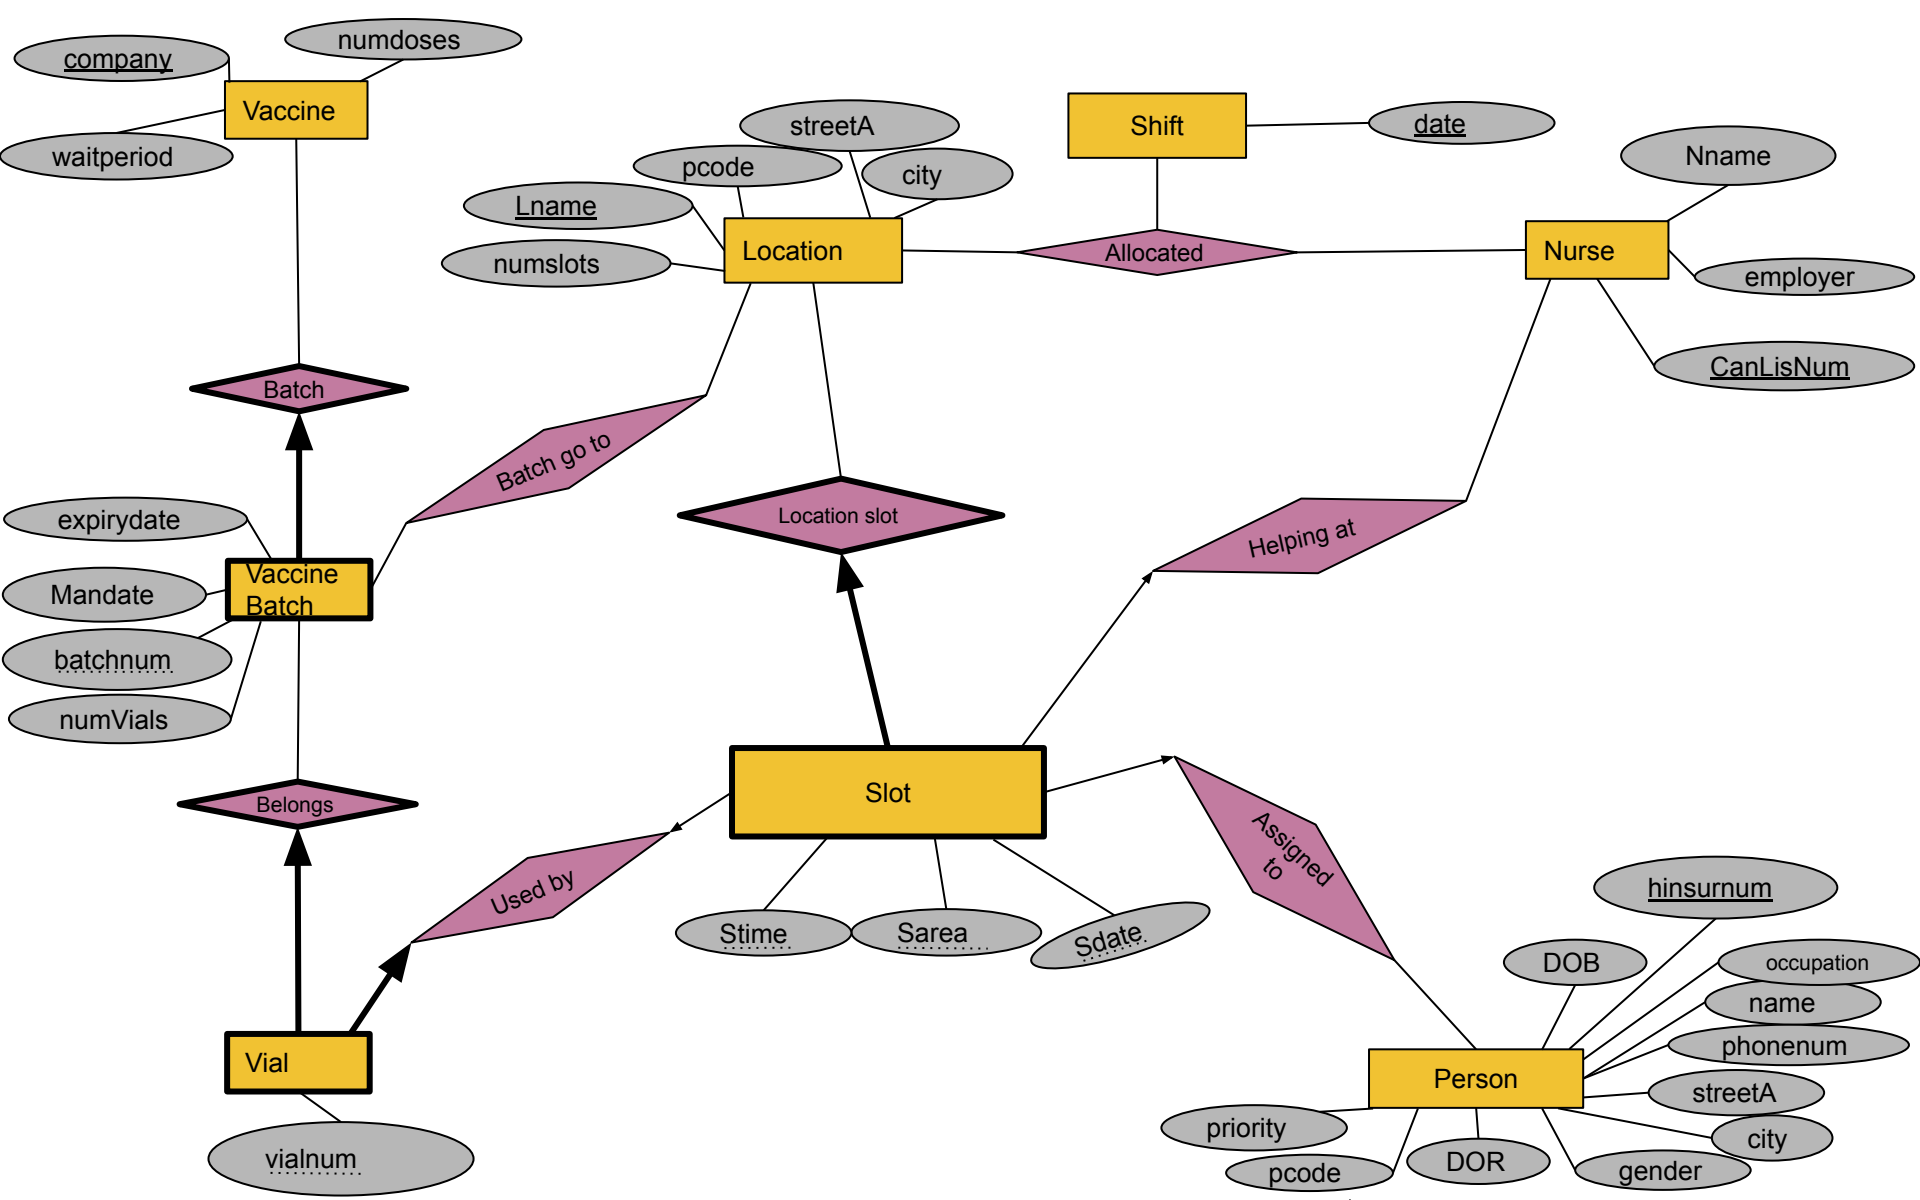 company
numdoses
Vaccine
waitperiod
streetA
pcode
city
Lname
numslots
Location
Shift
date
Allocated
Nname
Nurse
employer
CanLisNum
Batch
Batch go to
Location slot
Helping at
expirydate
Mandate
batchnum
numVials
Vaccine
Batch
Belongs
Slot
Used by
Assigned
to
Stime
Sarea
Sdate
Vial
vialnum
hinsurnum
DOB
occupation
name
phonenum
Person
streetA
priority
city
pcode
DOR
gender